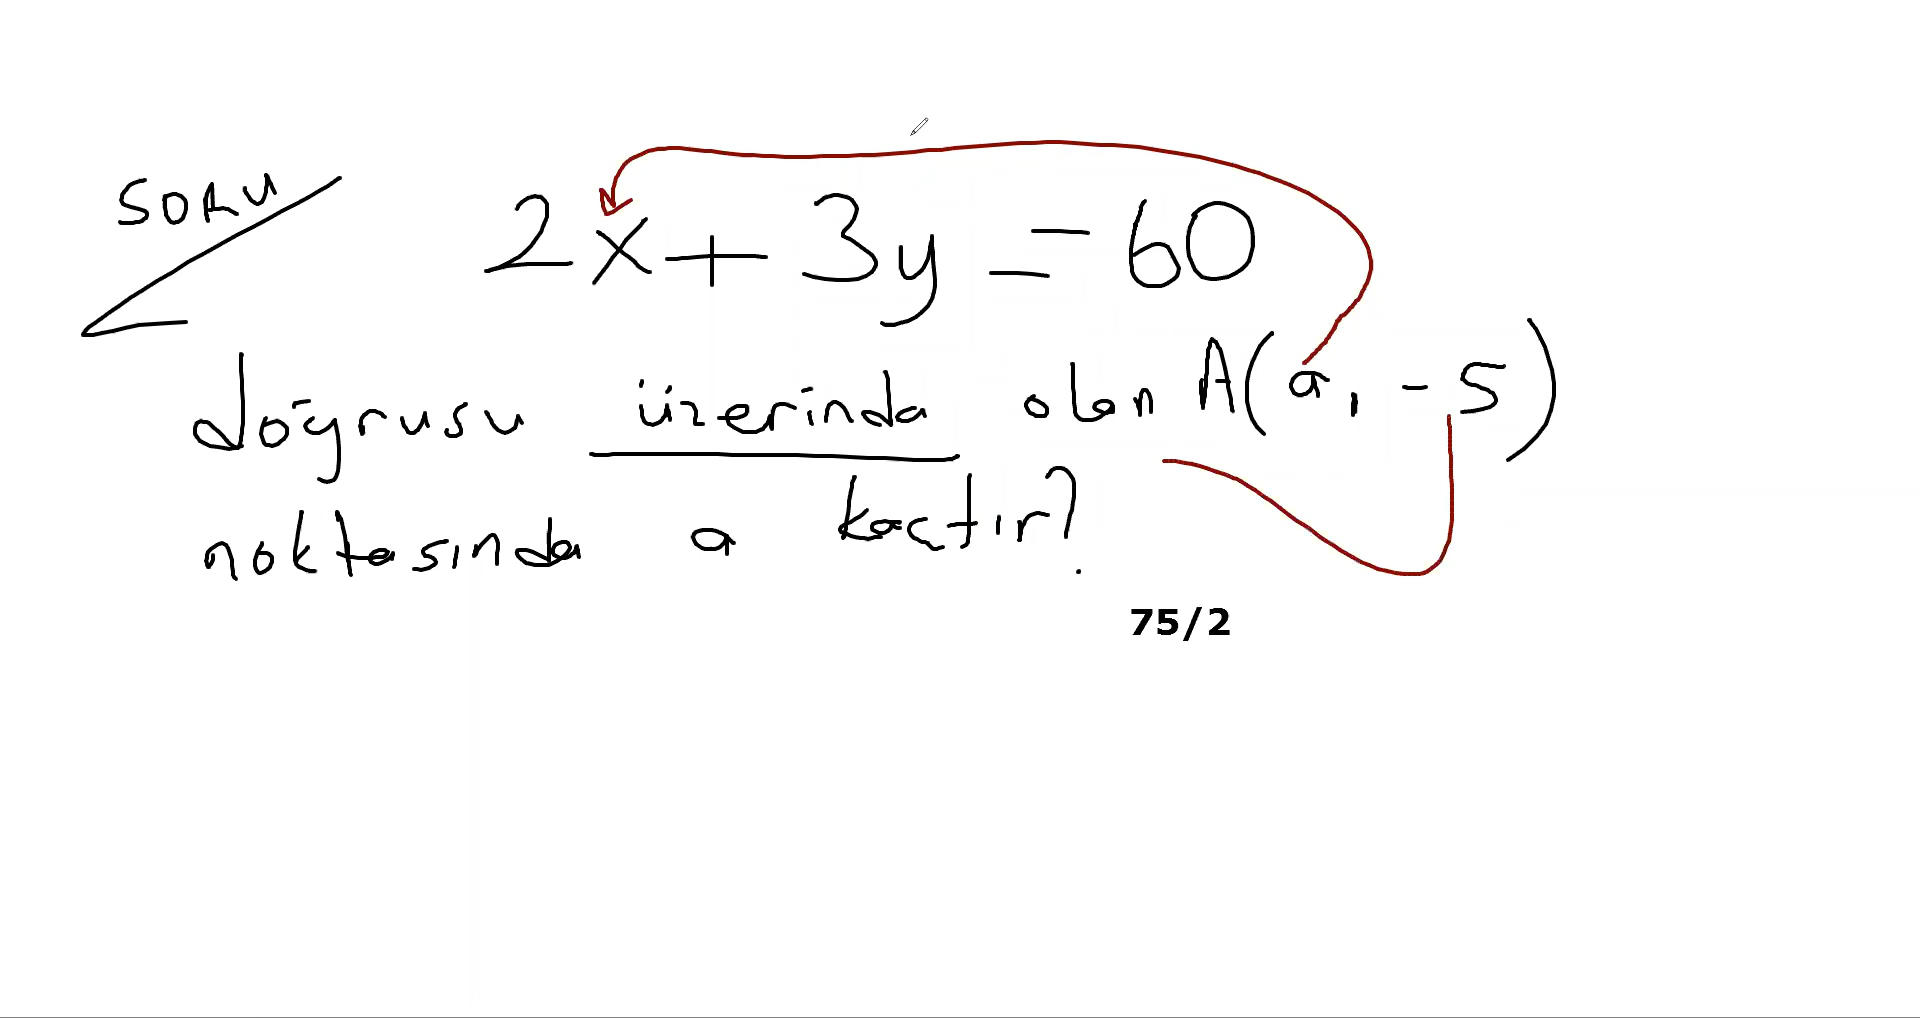 SORU
2x + 3y = 60
doğrusu üzerinda olan A(a, -5)
noktasında a kaçtır?
75/2